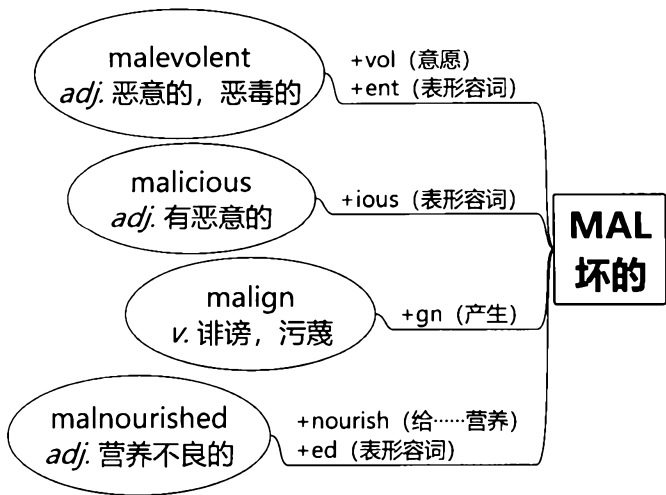 malevolent
adj. 恶意的，恶毒的
+vol（意愿）
+ent（表形容词）
malicious
adj. 有恶意的
+ious（表形容词）
MAL
坏的
malign
v. 诽谤，污蔑
+gn（产生）
malnourished
adj. 营养不良的
+nourish（给……营养）
+ed（表形容词）